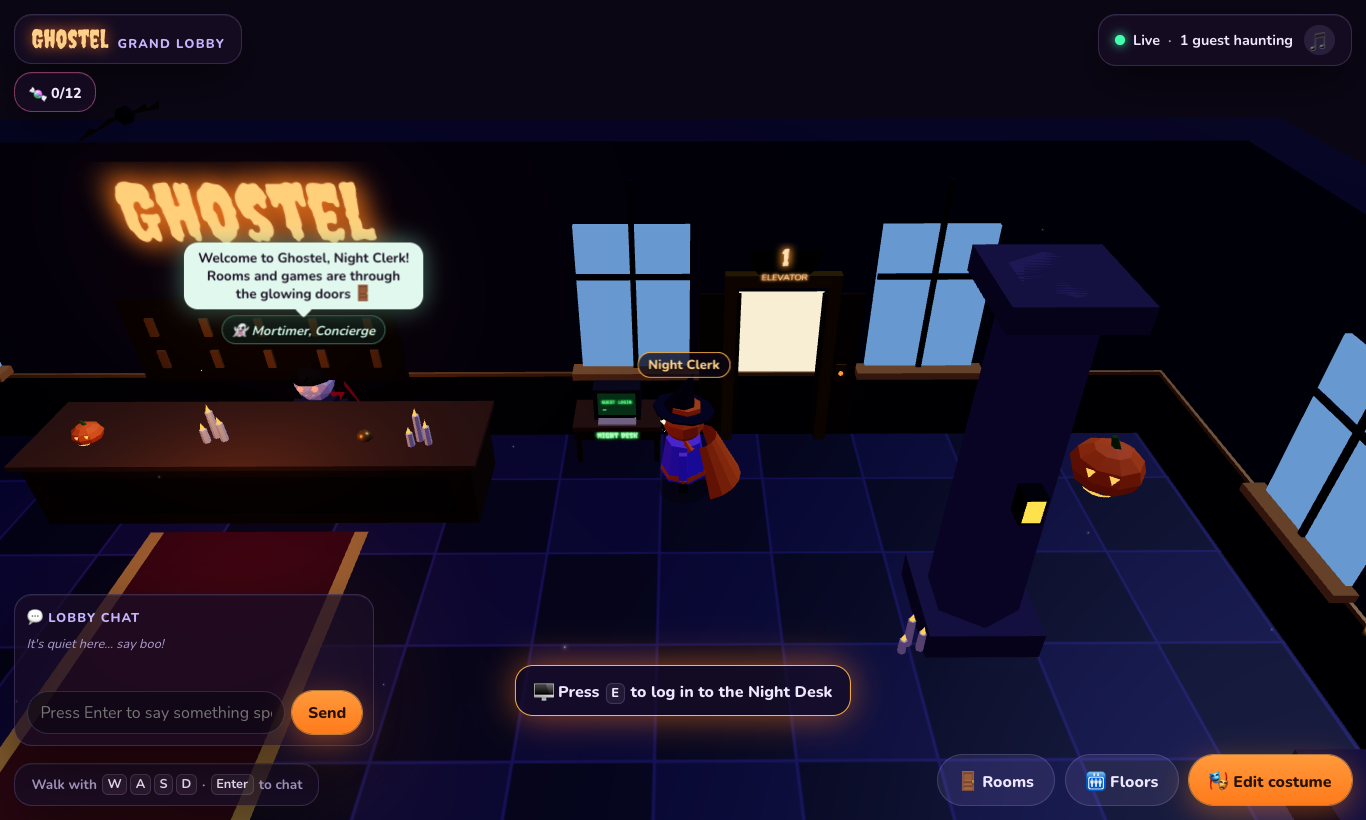 GHOSTEL GRAND LOBBY
Live · 1 guest haunting
0/12
GHOSTEL
Welcome to Ghostel, Night Clerk!
Rooms and games are through
the glowing doors
Mortimer, Concierge
1
ELEVATOR
Night Clerk
GUEST LOGIN
NIGHT DESK
LOBBY CHAT
It's quiet here... say boo!
Press Enter to say something sp
Send
Press E to log in to the Night Desk
Walk with W A S D · Enter to chat
Rooms
Floors
Edit costume